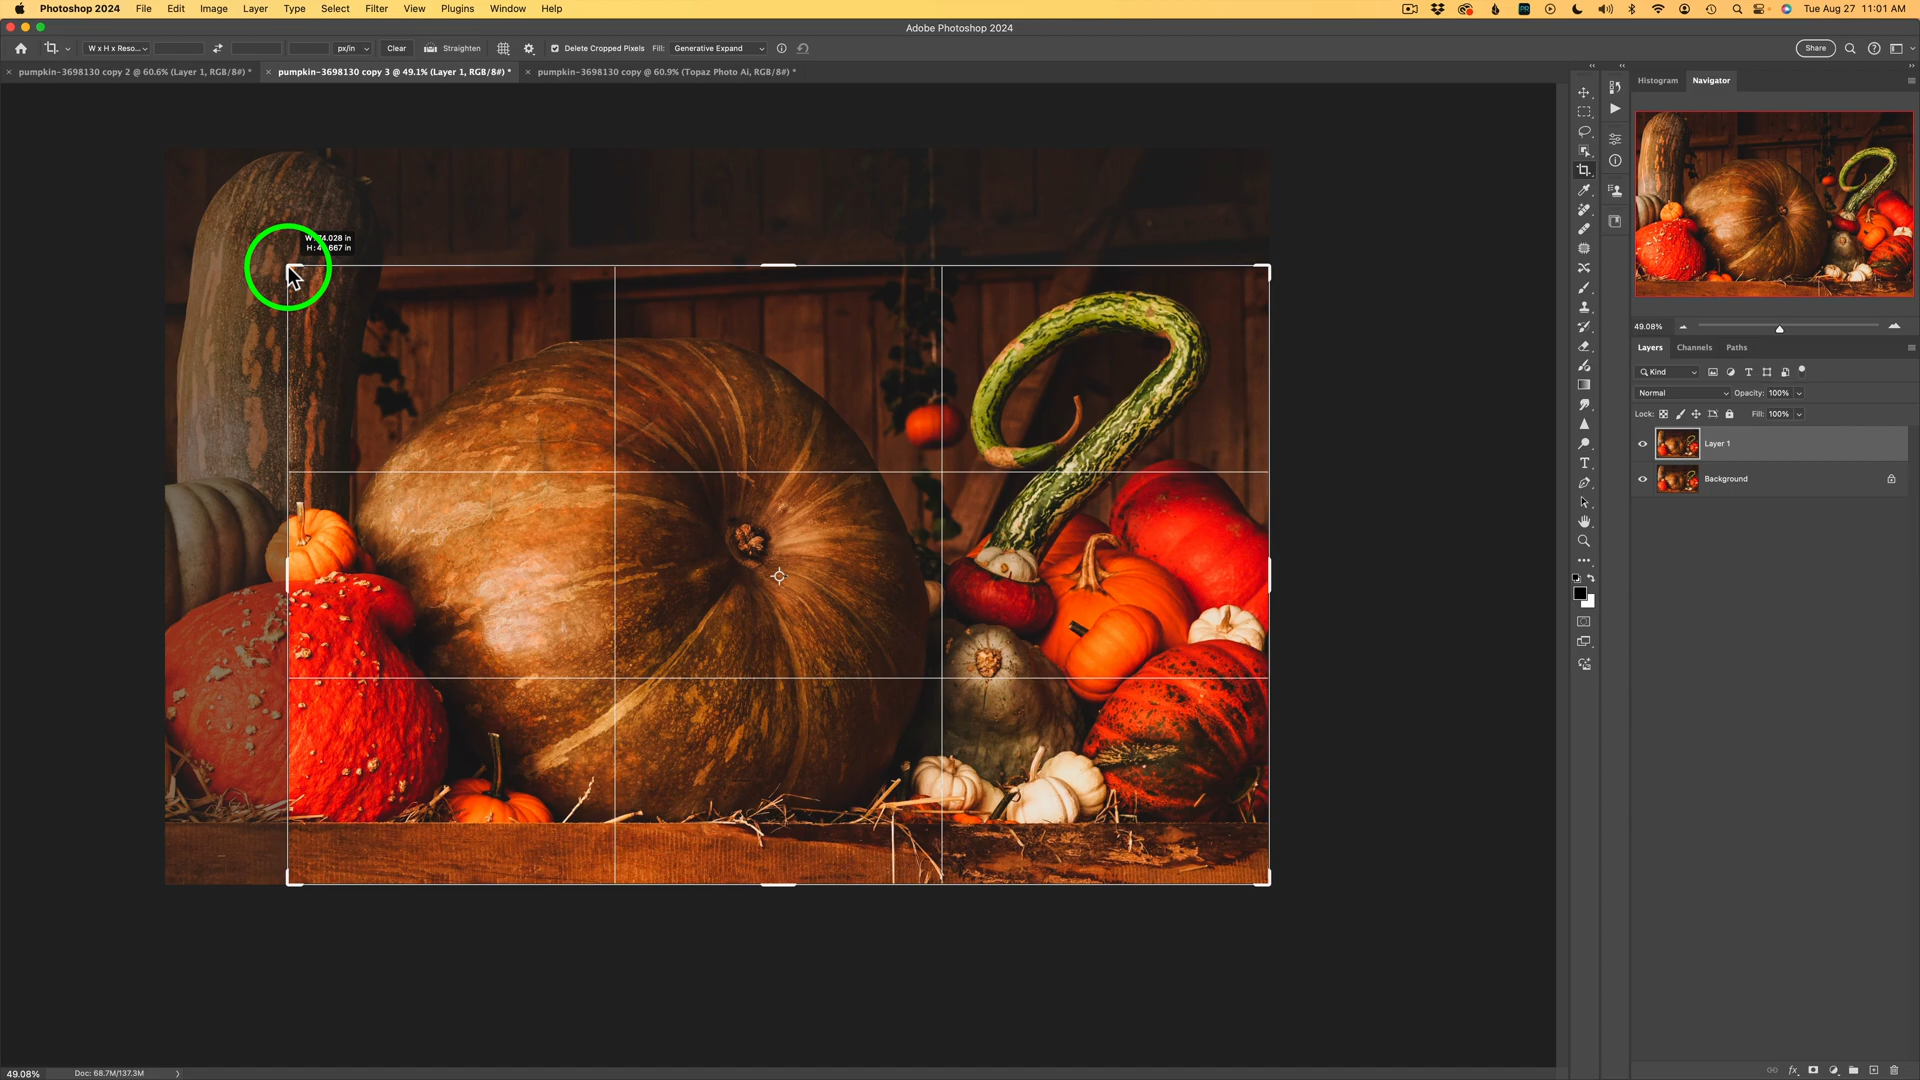 Photoshop 2024 File Edit Image Layer Type Select Filter View Plugins Window Help
Tue Aug 27 11:01 AM
Adobe Photoshop 2024
W x H x Reso... px/in Clear Straighten Delete Cropped Pixels Fill: Generative Expand
Share
pumpkin-3698130 copy 2 @ 60.6% (Layer 1, RGB/8#) *
pumpkin-3698130 copy 3 @ 49.1% (Layer 1, RGB/8#) *
pumpkin-3698130 copy @ 60.9% (Topaz Photo Ai, RGB/8#) *
Histogram Navigator
49.08%
Layers Channels Paths
Kind
Normal Opacity: 100%
Lock: Fill: 100%
Layer 1
Background
49.08% Doc: 68.7M/137.3M